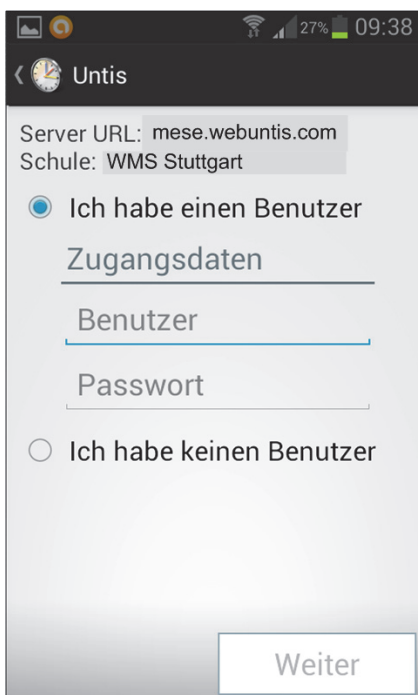 27% 09:38
Untis
Server URL: mese.webuntis.com
Schule: WMS Stuttgart
Ich habe einen Benutzer
Zugangsdaten
Benutzer
Passwort
Ich habe keinen Benutzer
Weiter